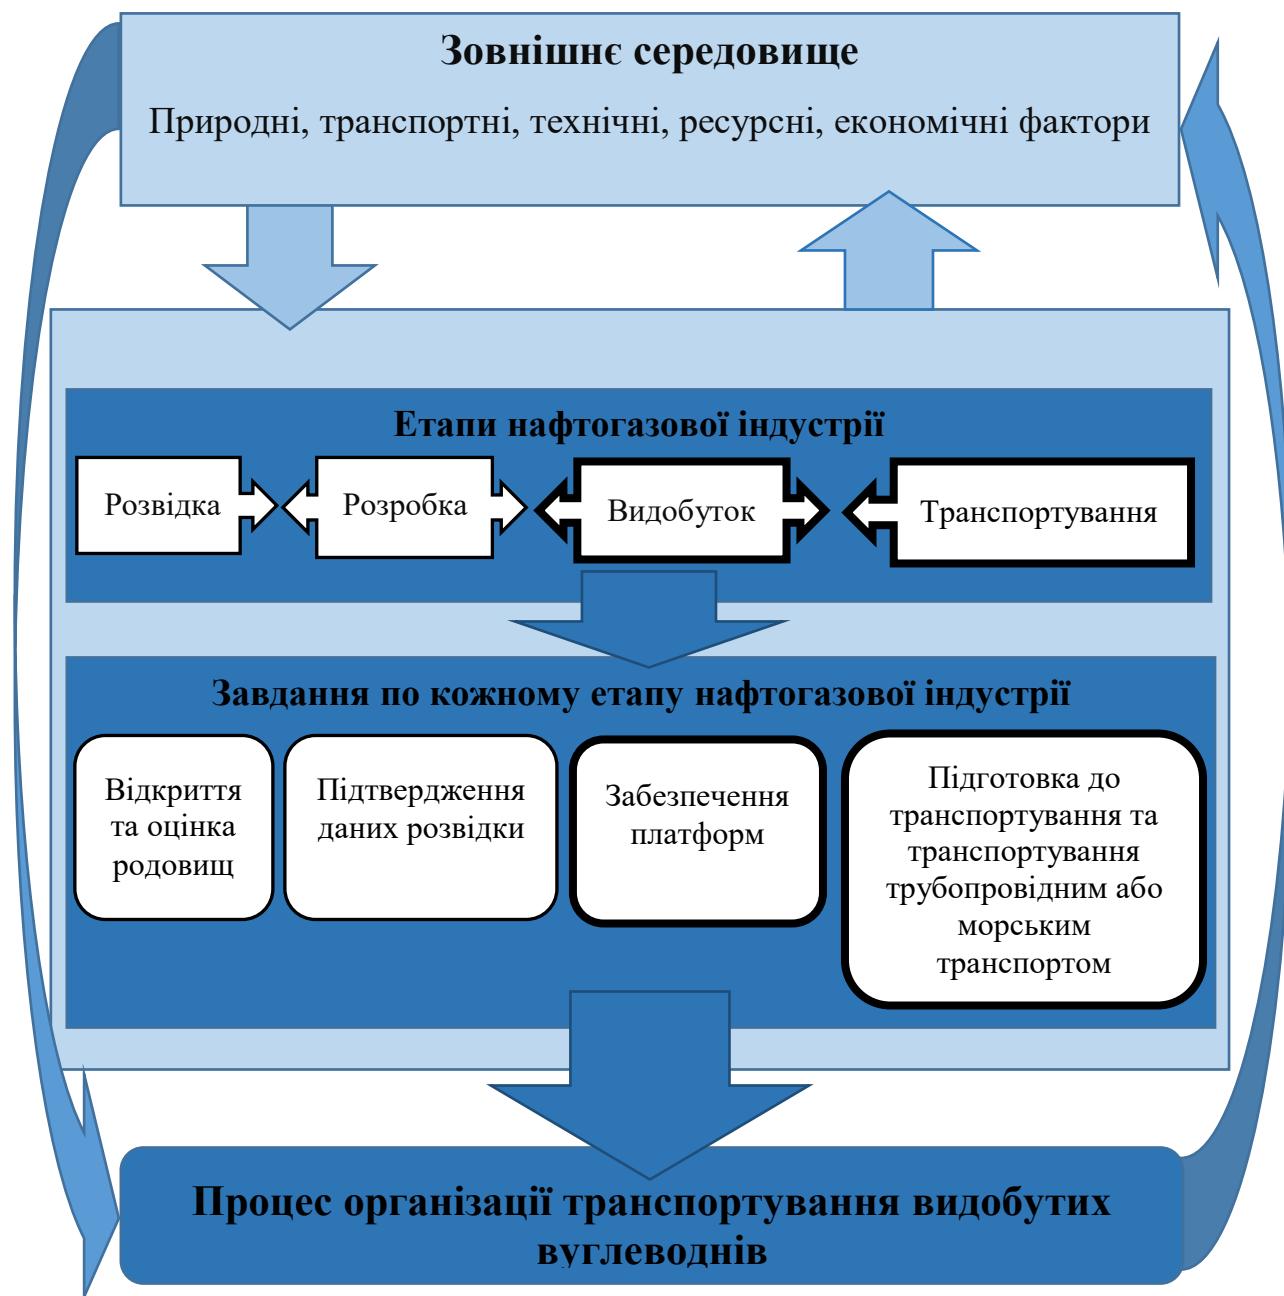 Зовнішнє середовище
Природні, транспортні, технічні, ресурсні, економічні фактори
Етапи нафтогазової індустрії
Розвідка
Розробка
Видобуток
Транспортування
Завдання по кожному етапу нафтогазової індустрії
Відкриття
та оцінка
родовищ
Підтвердження
даних розвідки
Забезпечення
платформ
Підготовка до
транспортування та
транспортування
трубопровідним або
морським
транспортом
Процес організації транспортування видобутих
вуглеводнів